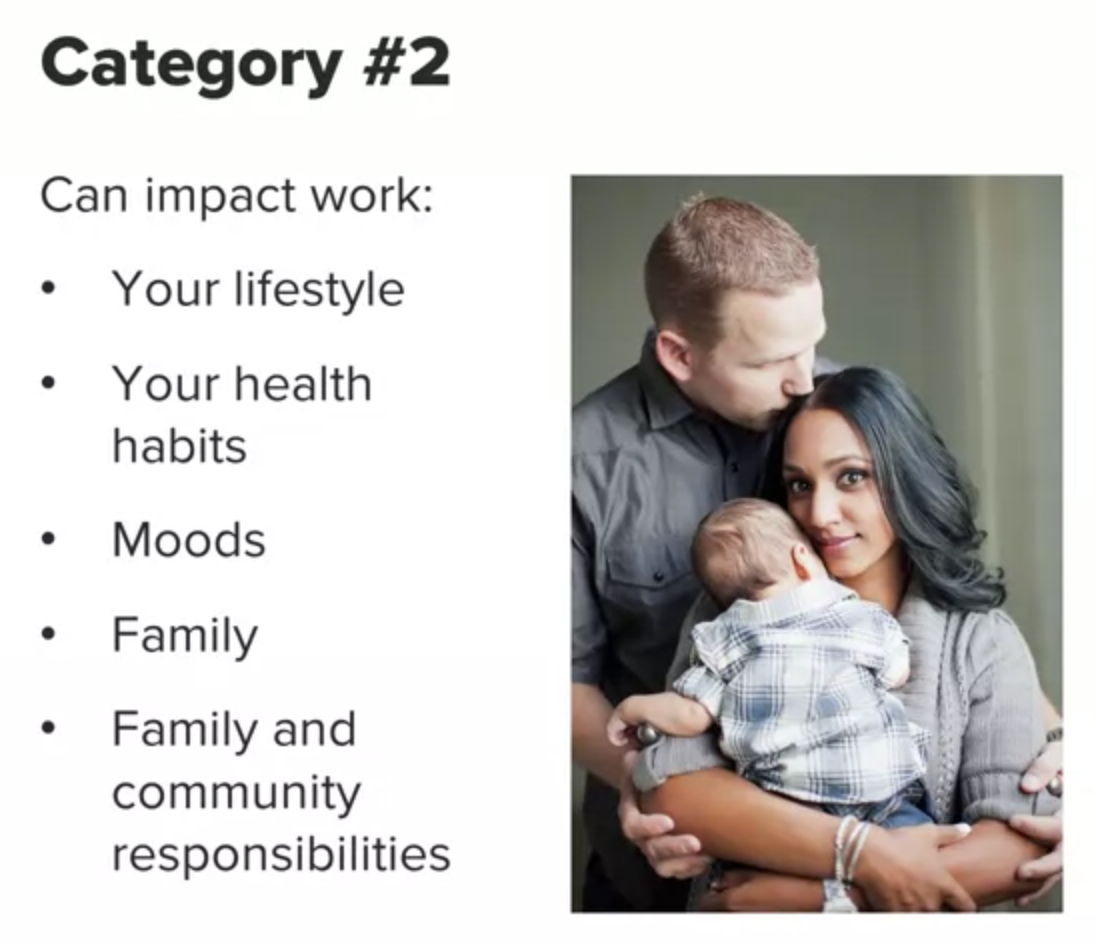 Category #2
Can impact work:
• Your lifestyle
• Your health
habits
• Moods
• Family
• Family and
community
responsibilities